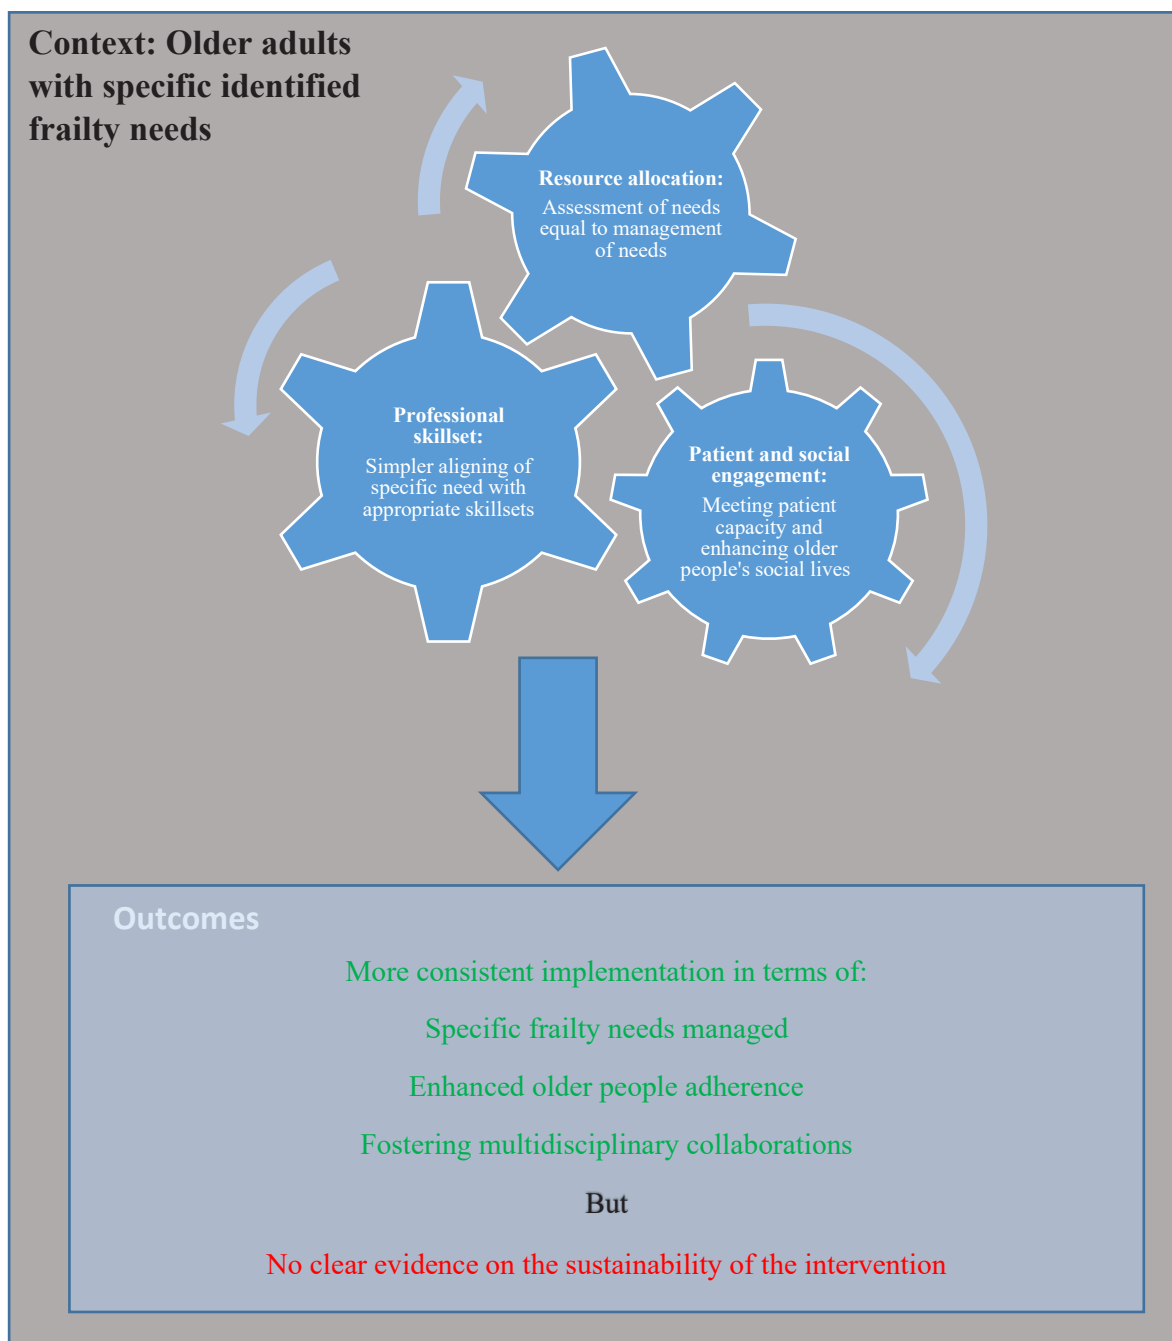 Context: Older adults
with specific identified
frailty needs
Resource allocation:
Assessment of needs
equal to management
of needs
Professional
skillset:
Simpler aligning of
specific need with
appropriate skillsets
Patient and social
engagement:
Meeting patient
capacity and
enhancing older
people's social lives
Outcomes
More consistent implementation in terms of:
Specific frailty needs managed
Enhanced older people adherence
Fostering multidisciplinary collaborations
But
No clear evidence on the sustainability of the intervention